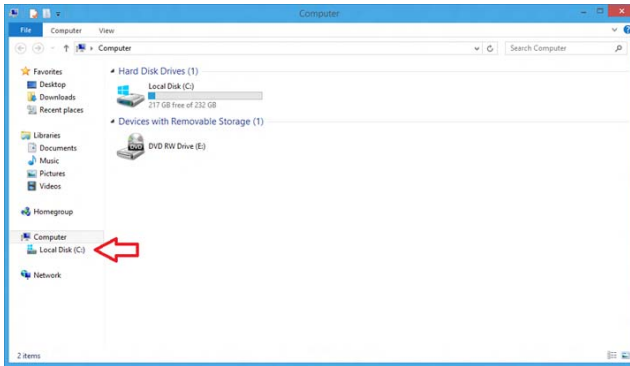 Computer
File Computer View
Computer
Search Computer
Favorites
Desktop
Downloads
Recent places
Libraries
Documents
Music
Pictures
Videos
Homegroup
Computer
Local Disk (C:)
Network
Hard Disk Drives (1)
Local Disk (C:)
217 GB free of 232 GB
Devices with Removable Storage (1)
DVD
DVD RW Drive (E:)
2 items